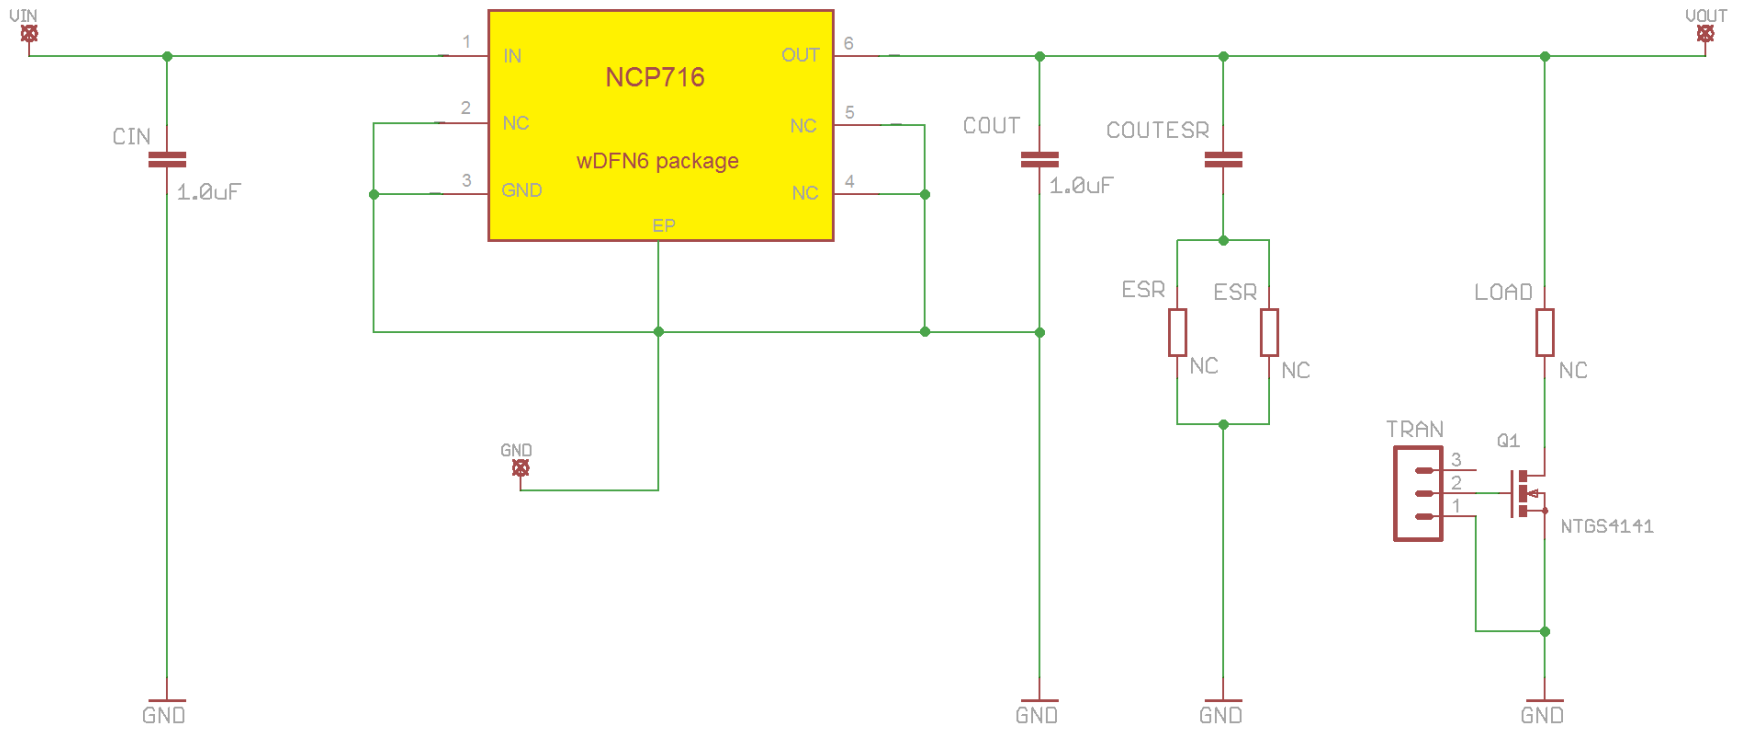 VIN
VOUT
1
IN
OUT
6
NCP716
2
NC
NC
5
CIN
COUT
COUTESR
wDFN6 package
1.0uF
3
GND
NC
4
1.0uF
EP
ESR
ESR
LOAD
NC
NC
NC
GND
TRAN
3
2
1
Q1
NTGS4141
GND
GND
GND
GND